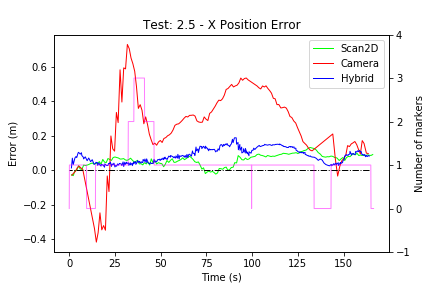 Test: 2.5 - X Position Error
Scan2D
Camera
Hybrid
Error (m)
0.6
0.4
0.2
0.0
−0.2
−0.4
4
3
2
1
0
−1
Number of markers
0
25
50
75
100
125
150
Time (s)